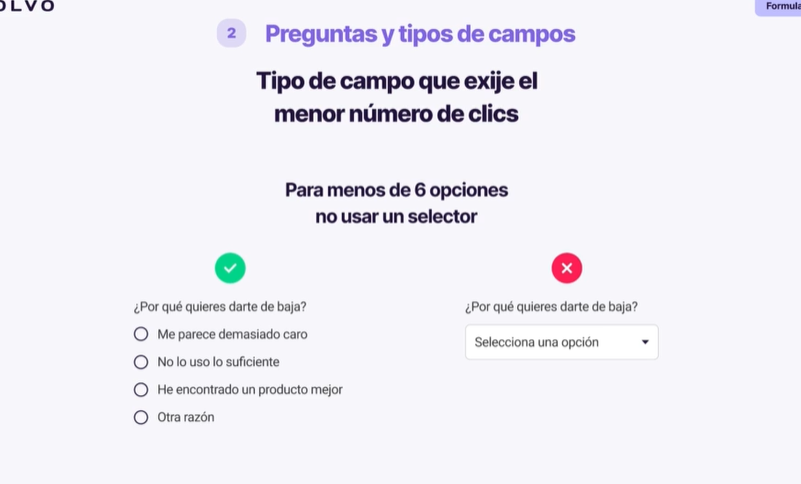 2 Preguntas y tipos de campos
Tipo de campo que exije el
menor número de clics
Para menos de 6 opciones
no usar un selector
¿Por qué quieres darte de baja?
Me parece demasiado caro
No lo uso lo suficiente
He encontrado un producto mejor
Otra razón
¿Por qué quieres darte de baja?
Selecciona una opción